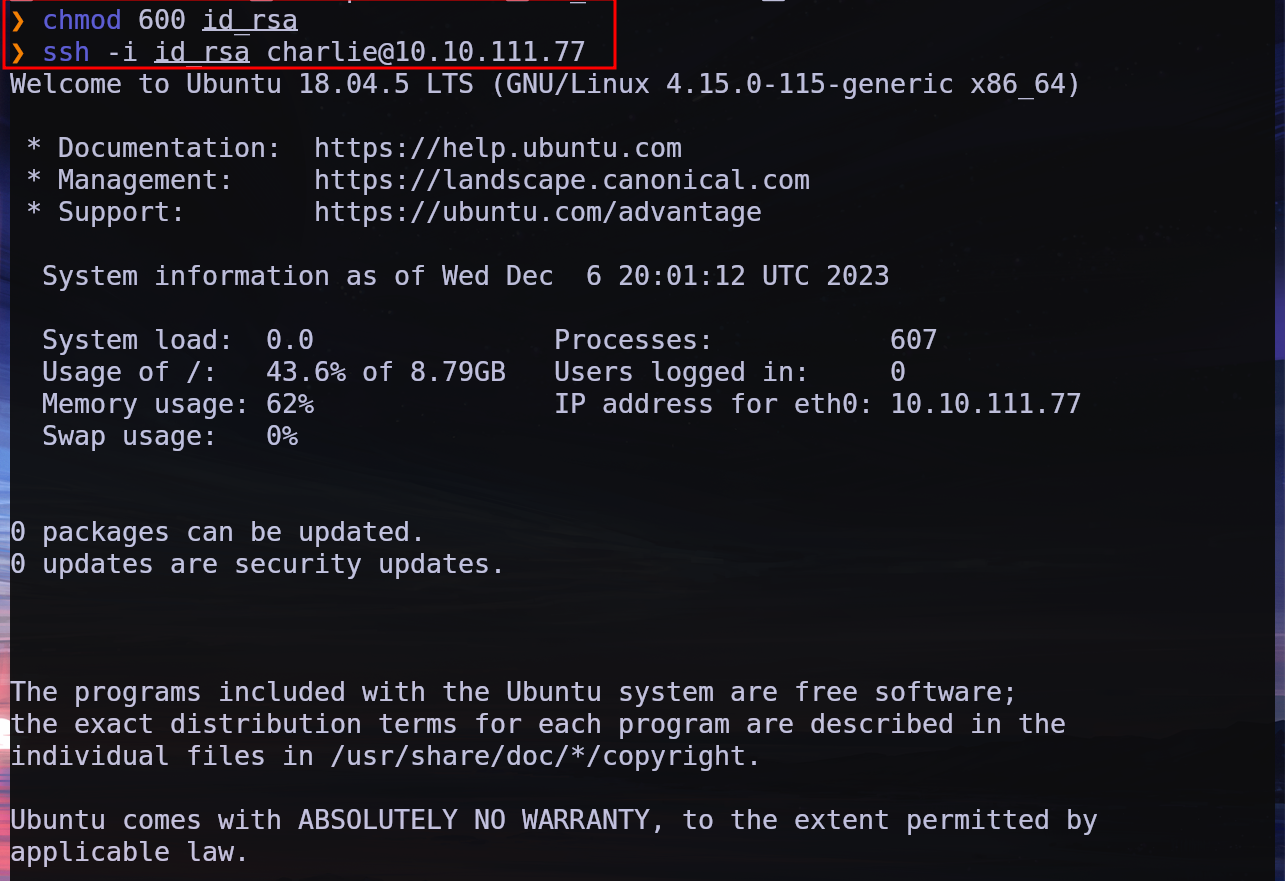 ❯ chmod 600 id_rsa
❯ ssh -i id_rsa charlie@10.10.111.77
Welcome to Ubuntu 18.04.5 LTS (GNU/Linux 4.15.0-115-generic x86_64)

 * Documentation:  https://help.ubuntu.com
 * Management:     https://landscape.canonical.com
 * Support:        https://ubuntu.com/advantage

  System information as of Wed Dec  6 20:01:12 UTC 2023

  System load:  0.0               Processes:           607
  Usage of /:   43.6% of 8.79GB   Users logged in:     0
  Memory usage: 62%               IP address for eth0: 10.10.111.77
  Swap usage:   0%


0 packages can be updated.
0 updates are security updates.



The programs included with the Ubuntu system are free software;
the exact distribution terms for each program are described in the
individual files in /usr/share/doc/*/copyright.

Ubuntu comes with ABSOLUTELY NO WARRANTY, to the extent permitted by
applicable law.